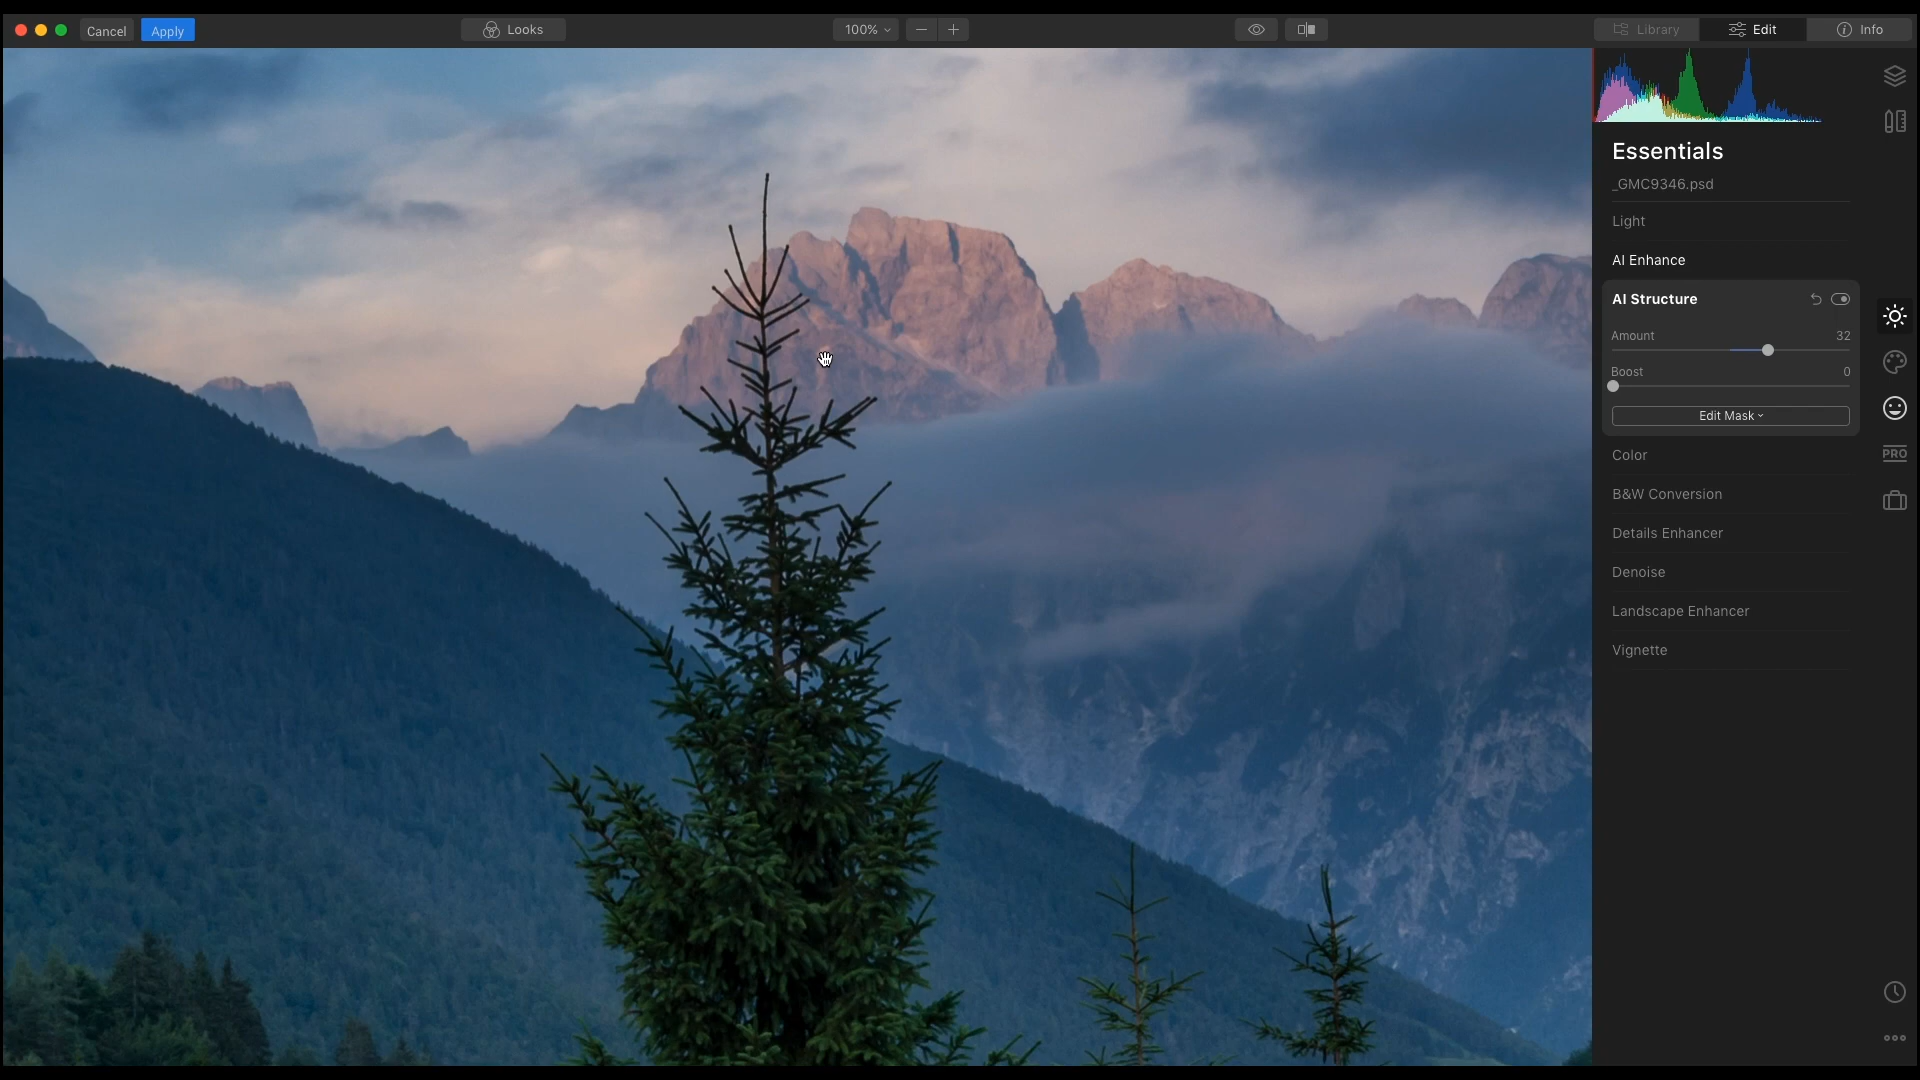 Cancel
Apply
Looks
100%
Library
Edit
Info
Essentials
_GMC9346.psd
Light
AI Enhance
AI Structure
Amount 32
Boost 0
Edit Mask
Color
B&W Conversion
Details Enhancer
Denoise
Landscape Enhancer
Vignette
PRO